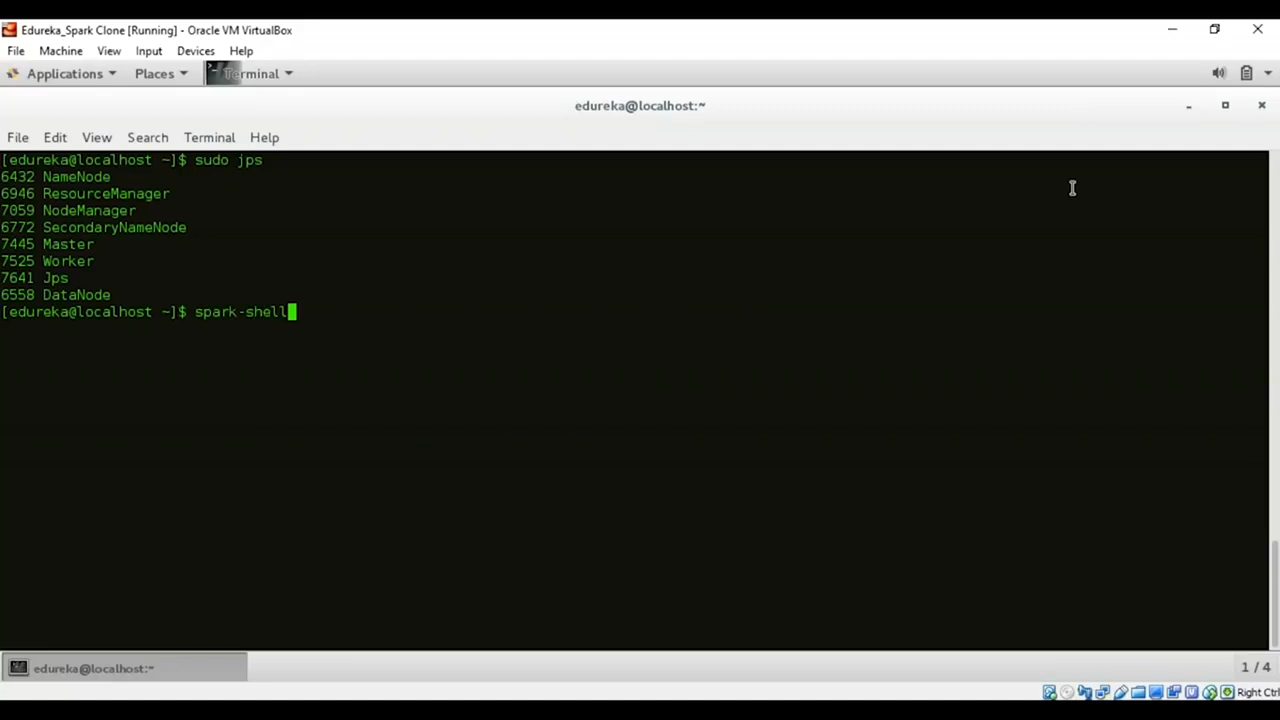 Edureka_Spark Clone [Running] - Oracle VM VirtualBox
File Machine View Input Devices Help
Applications Places Terminal
edureka@localhost:~
File Edit View Search Terminal Help
[edureka@localhost ~]$ sudo jps
6432 NameNode
6946 ResourceManager
7059 NodeManager
6772 SecondaryNameNode
7445 Master
7525 Worker
7641 Jps
6558 DataNode
[edureka@localhost ~]$ spark-shell
edureka@localhost:~
1 / 4
Right Ctrl